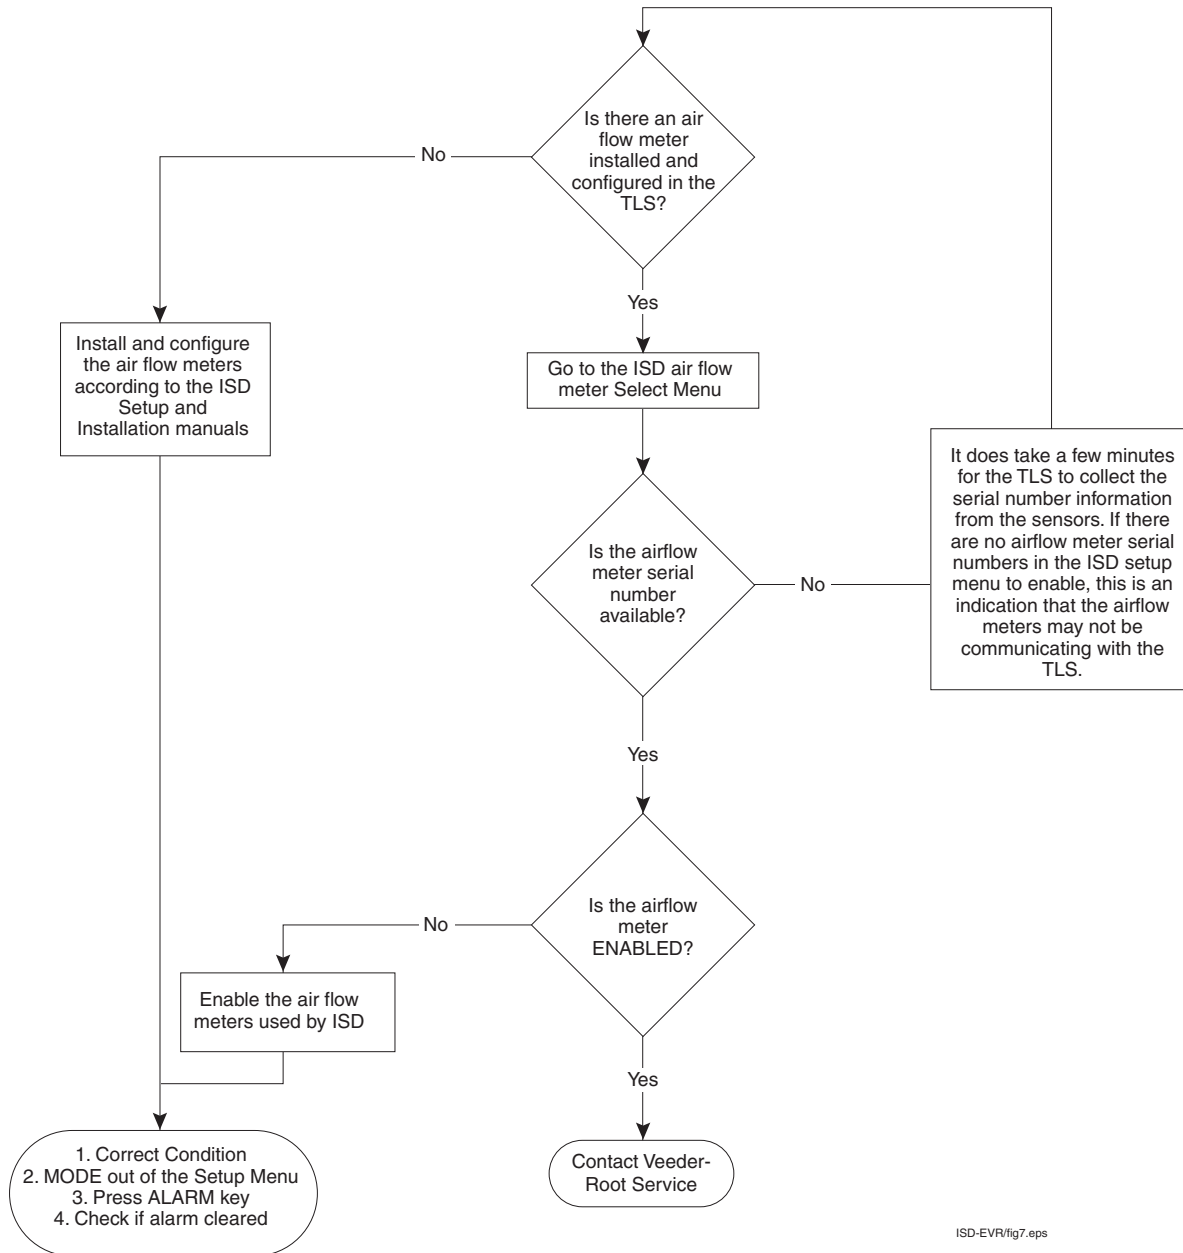 Is there an air
flow meter
installed and
configured in the
TLS?
No
Yes
Install and configure
the air flow meters
according to the ISD
Setup and
Installation manuals
Go to the ISD air flow
meter Select Menu
It does take a few minutes
for the TLS to collect the
serial number information
from the sensors. If there
are no airflow meter serial
numbers in the ISD setup
menu to enable, this is an
indication that the airflow
meters may not be
communicating with the
TLS.
Is the airflow
meter serial
number
available?
No
Yes
Is the airflow
meter
ENABLED?
No
Enable the air flow
meters used by ISD
Yes
1. Correct Condition
2. MODE out of the Setup Menu
3. Press ALARM key
4. Check if alarm cleared
Contact Veeder-
Root Service
ISD-EVR/fig7.eps